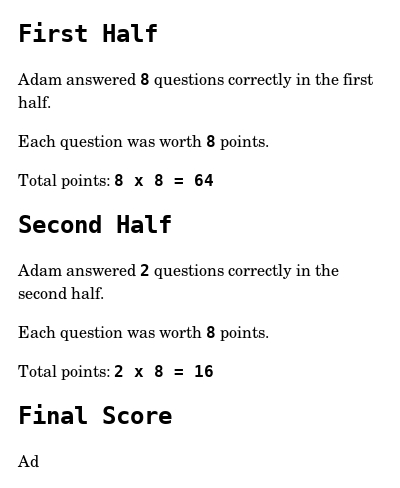 First Half
Adam answered 8 questions correctly in the first
half.
Each question was worth 8 points.
Total points: 8 x 8 = 64
Second Half
Adam answered 2 questions correctly in the
second half.
Each question was worth 8 points.
Total points: 2 x 8 = 16
Final Score
Ad